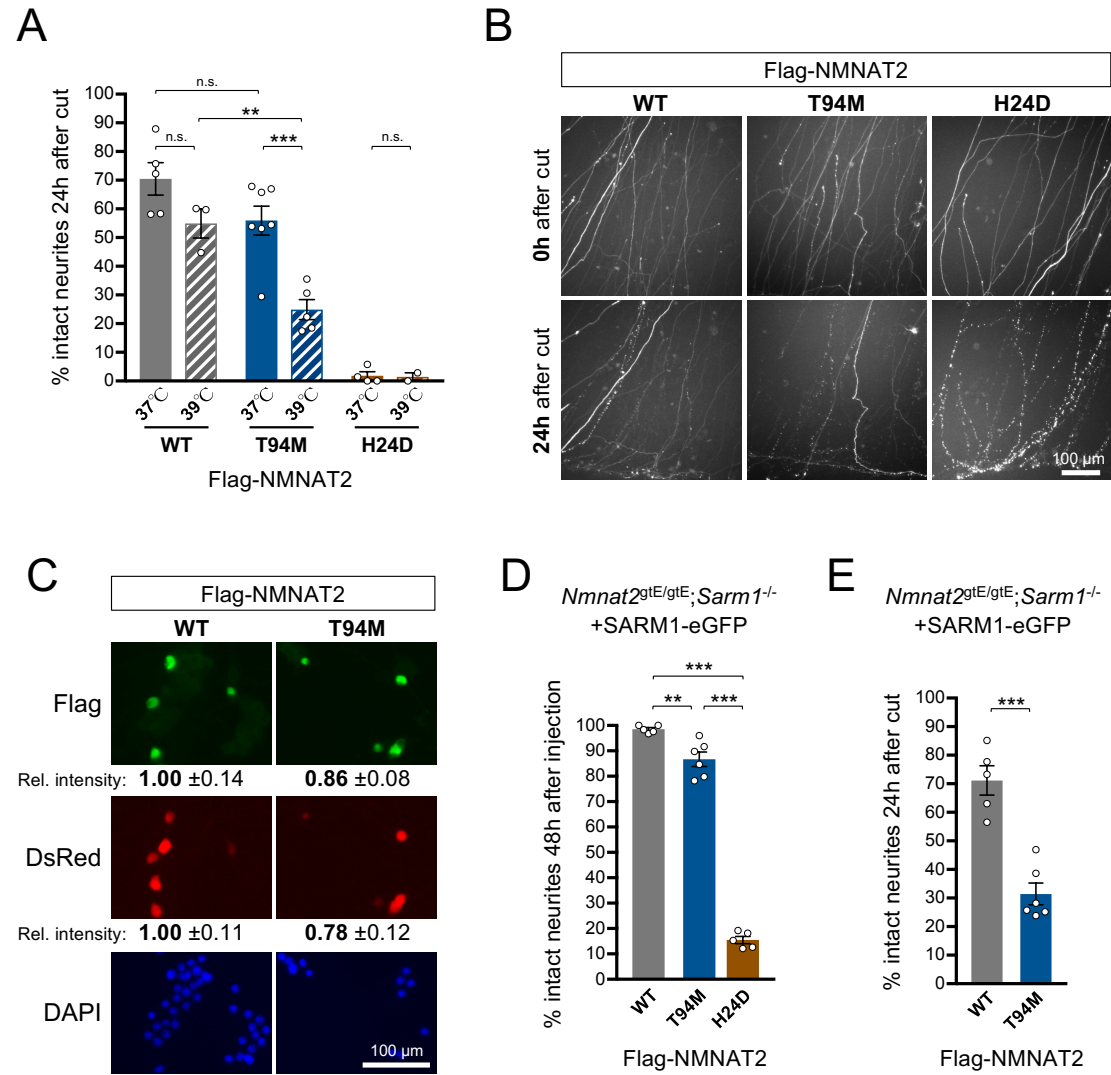 A
% intact neurites 24h after cut
100
90
80
70
60
50
40
30
20
10
0
n.s.
**
n.s.
***
n.s.
37°C 39°C 37°C 39°C 37°C 39°C
WT T94M H24D
Flag-NMNAT2
B
Flag-NMNAT2
WT T94M H24D
0h after cut
24h after cut
100 µm
C
Flag-NMNAT2
WT T94M
Flag
Rel. intensity: 1.00 ±0.14 0.86 ±0.08
DsRed
Rel. intensity: 1.00 ±0.11 0.78 ±0.12
DAPI
100 µm
D
Nmnat2gtE/gtE;Sarm1-/-
+SARM1-eGFP
% intact neurites 48h after injection
***
** ***
100
90
80
70
60
50
40
30
20
10
0
WT T94M H24D
Flag-NMNAT2
E
Nmnat2gtE/gtE;Sarm1-/-
+SARM1-eGFP
% intact neurites 24h after cut
***
100
90
80
70
60
50
40
30
20
10
0
WT T94M
Flag-NMNAT2